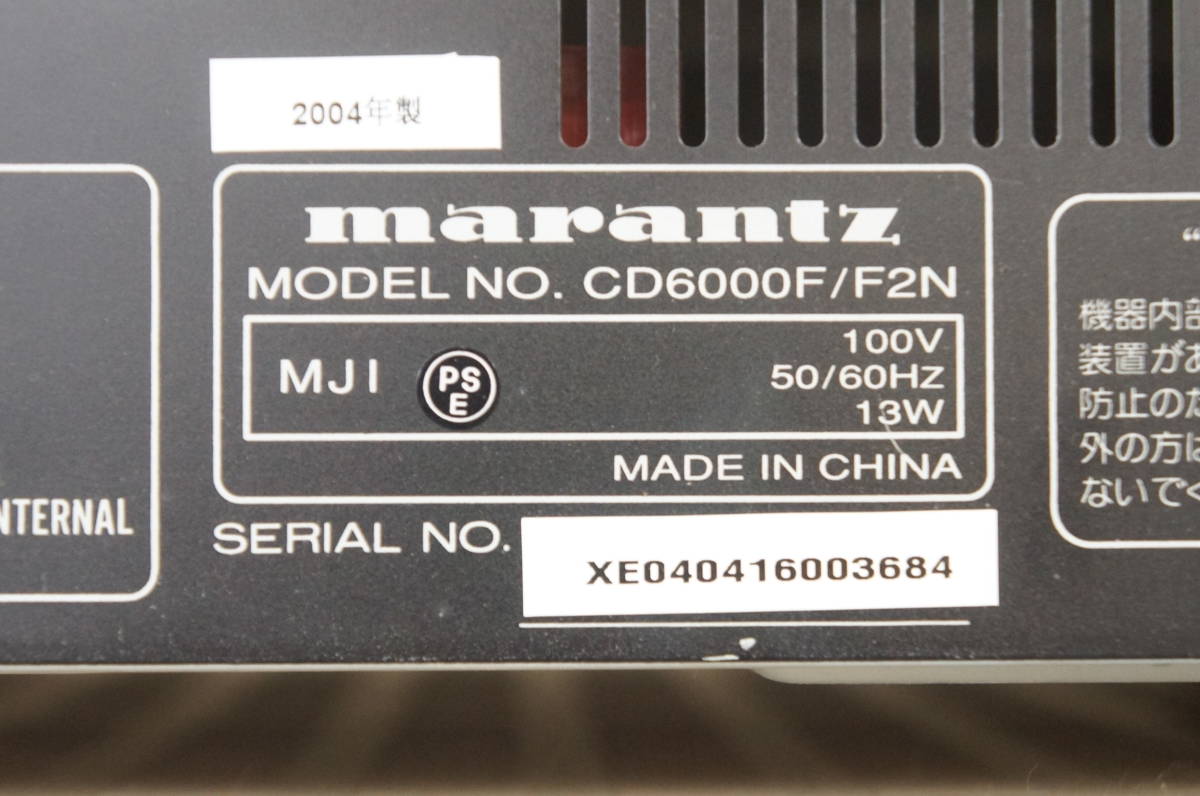 2004年製
marantz
MODEL NO. CD6000F/F2N
MJI
PS
E
100V
50/60HZ
13W
MADE IN CHINA
SERIAL NO.
XE040416003684
NTERNAL
“
機器内部
装置があ
防止のた
外の方は
ないでく